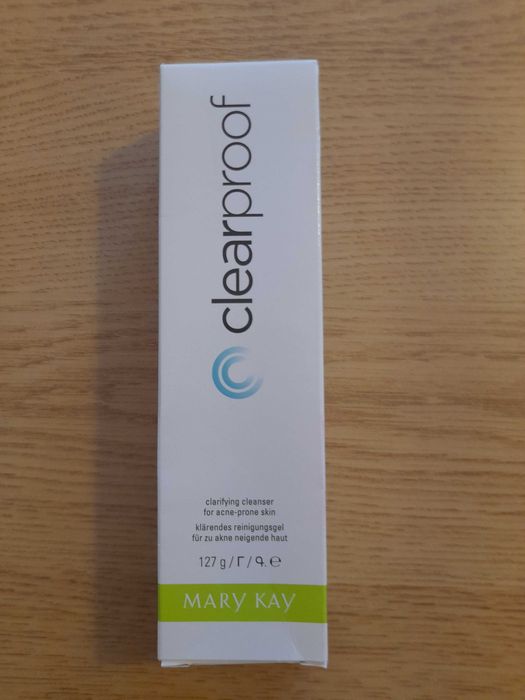 clearproof
clarifying cleanser
for acne-prone skin
klärendes reinigungsgel
für zu akne neigende haut
127 g / Г / Գ. ℮
MARY KAY